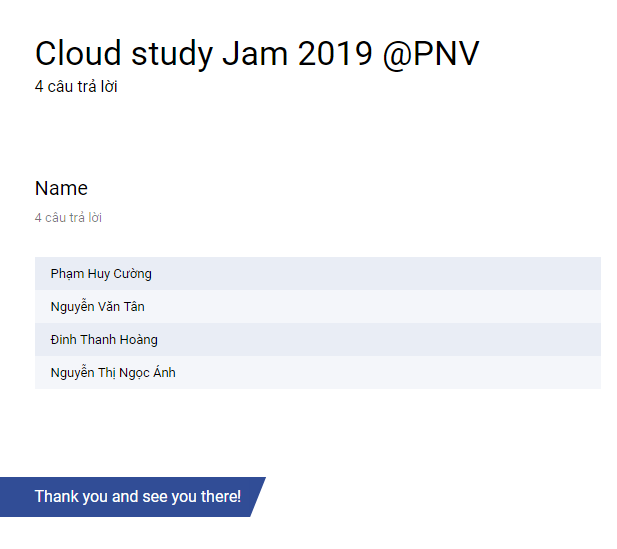 Cloud study Jam 2019 @PNV
4 câu trả lời
Name
4 câu trả lời
Phạm Huy Cường
Nguyễn Văn Tân
Đinh Thanh Hoàng
Nguyễn Thị Ngọc Ánh
Thank you and see you there!